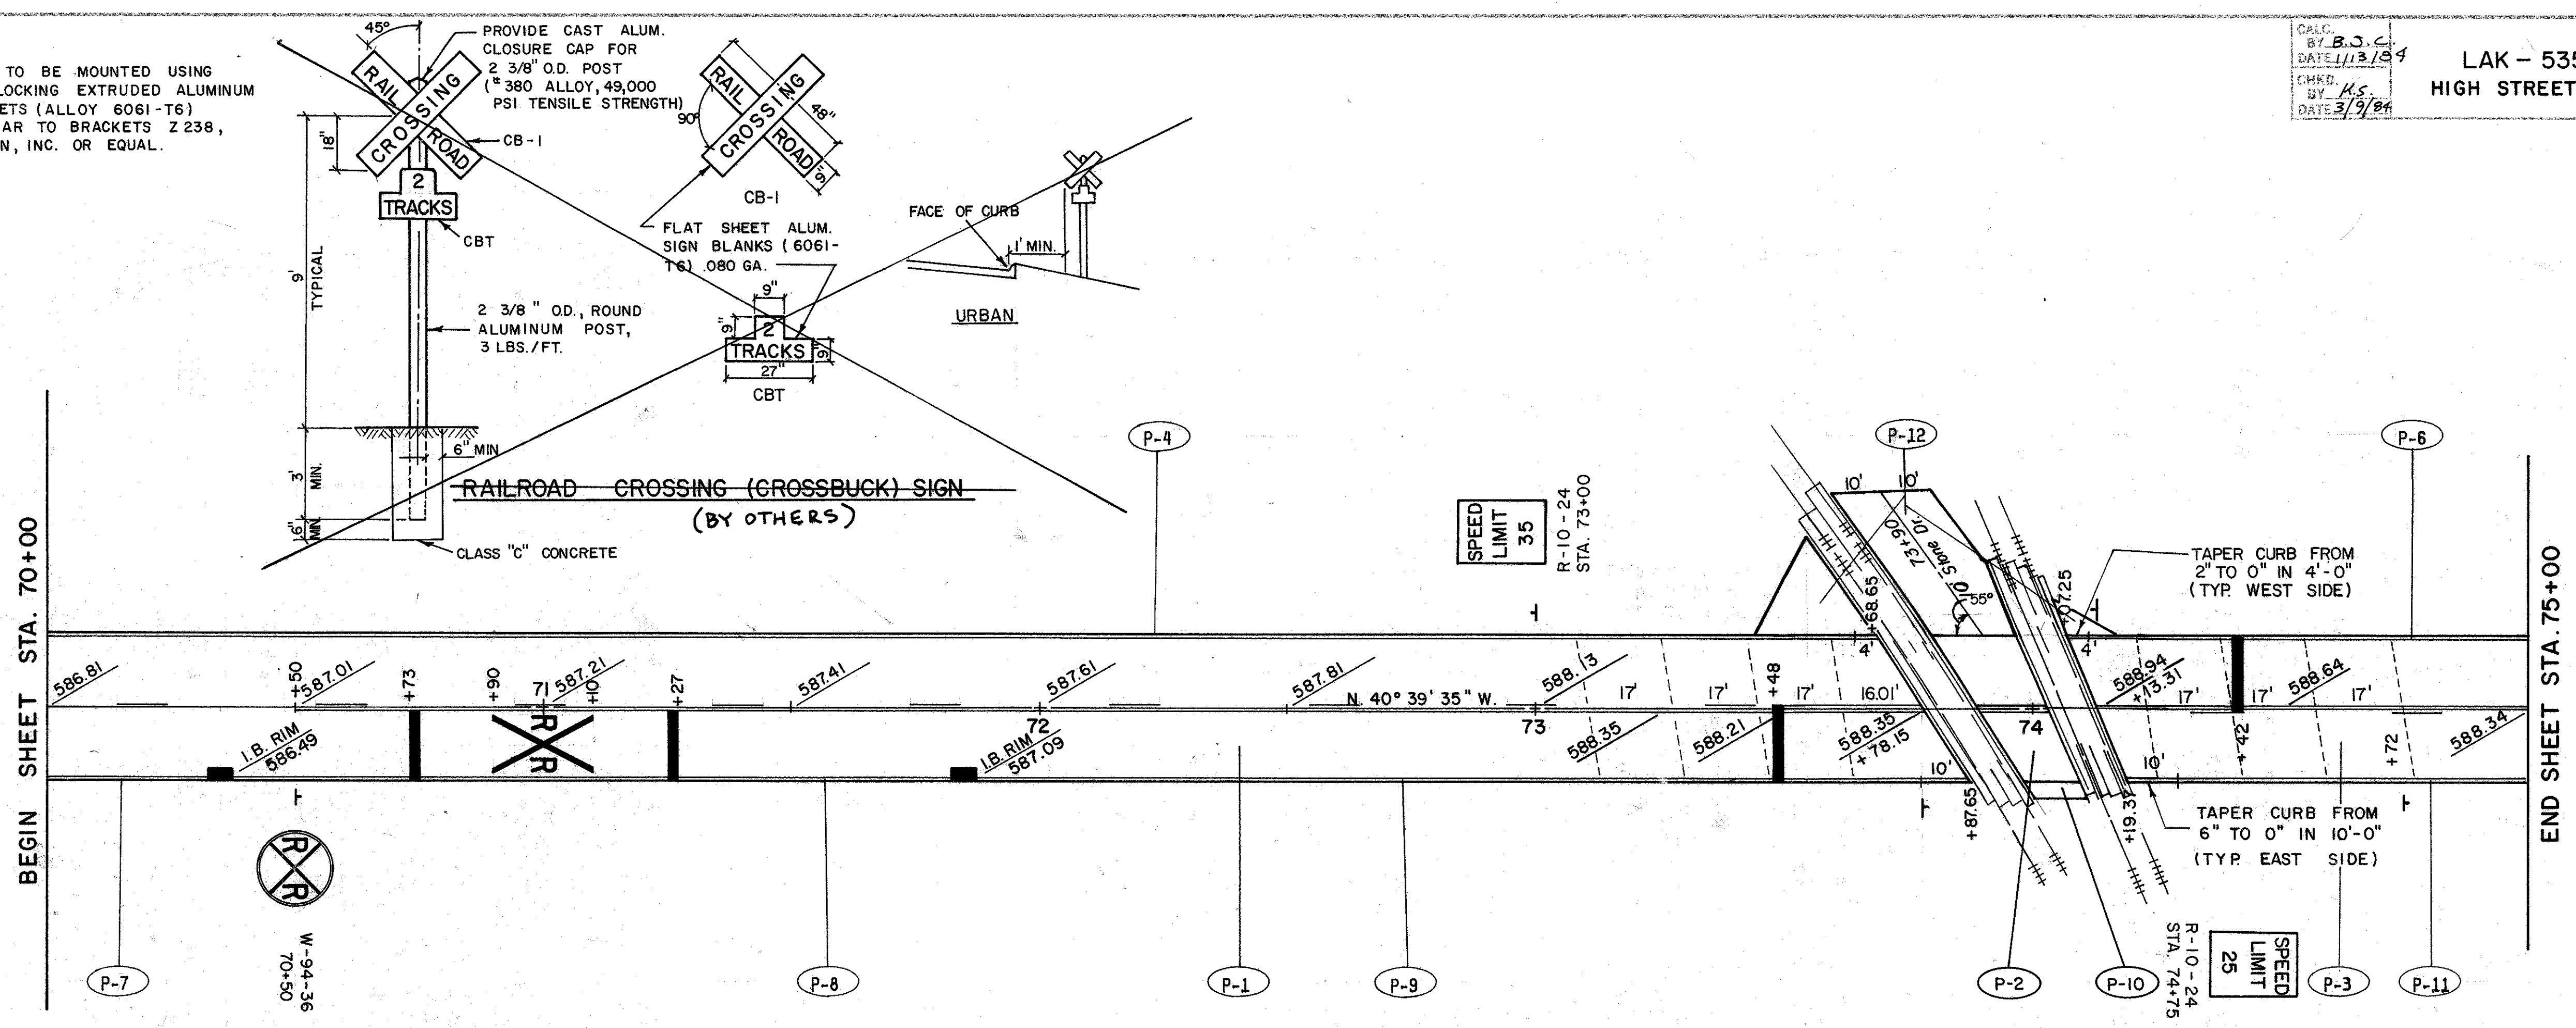 CALC.
BY B.J.C.
DATE 1/13/84
CHKD.
BY K.S.
DATE 3/9/84
LAK - 535
HIGH STREET
TO BE MOUNTED USING
LOCKING EXTRUDED ALUMINUM
ETS (ALLOY 6061-T6)
AR TO BRACKETS Z 238,
N, INC. OR EQUAL.
45°
PROVIDE CAST ALUM.
CLOSURE CAP FOR
2 3/8" O.D. POST
(#380 ALLOY, 49,000
PSI TENSILE STRENGTH)
RAIL ROAD
CROSSING
CB-1
18"
2
TRACKS
CBT
9'
TYPICAL
2 3/8" O.D., ROUND
ALUMINUM POST,
3 LBS./FT.
6" MIN
3'
MIN.
6"
MIN.
CLASS "C" CONCRETE
RAIL ROAD
CROSSING
90°
48"
9"
CB-1
FLAT SHEET ALUM.
SIGN BLANKS (6061-
T6) .080 GA.
9"
9"
2
TRACKS
9"
27"
CBT
FACE OF CURB
1' MIN.
URBAN
RAILROAD CROSSING (CROSSBUCK) SIGN
(BY OTHERS)
P-4
P-12
P-6
SPEED
LIMIT
35
R-10-24
STA. 73+00
10'
10'
73+90
10' Stone Dr.
55°
+68.65
+07.25
TAPER CURB FROM
2" TO 0" IN 4'-0"
(TYP. WEST SIDE)
4'
4'
BEGIN SHEET STA. 70+00
END SHEET STA. 75+00
586.81
+50
587.01
+73
+90
71
587.21
+10
+27
587.41
587.61
587.81
N. 40° 39' 35" W.
588.13
17'
17'
+48
17'
16.01'
588.94
+13.31
17'
17'
588.64
17'
I.B. RIM
586.49
R R
72
I.B. RIM
587.09
73
588.35
588.21
588.35
+78.15
74
+42
+72
588.34
10'
10'
+87.65
+19.37
TAPER CURB FROM
6" TO 0" IN 10'-0"
(TYP. EAST SIDE)
R R
W-94-36
70+50
P-7
P-8
P-1
P-9
P-2
P-10
R-10-24
STA. 74+75
SPEED
LIMIT
25
P-3
P-11